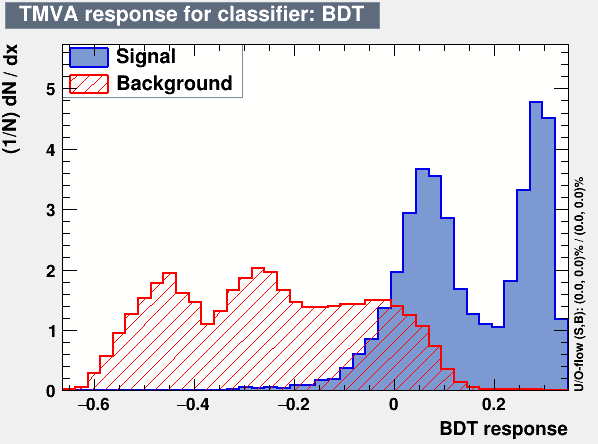 TMVA response for classifier: BDT
(1/N) dN / dx
Signal
Background
5
4
3
2
1
0
−0.6 −0.4 −0.2 0 0.2
BDT response
U/O-flow (S,B): (0.0, 0.0)% / (0.0, 0.0)%